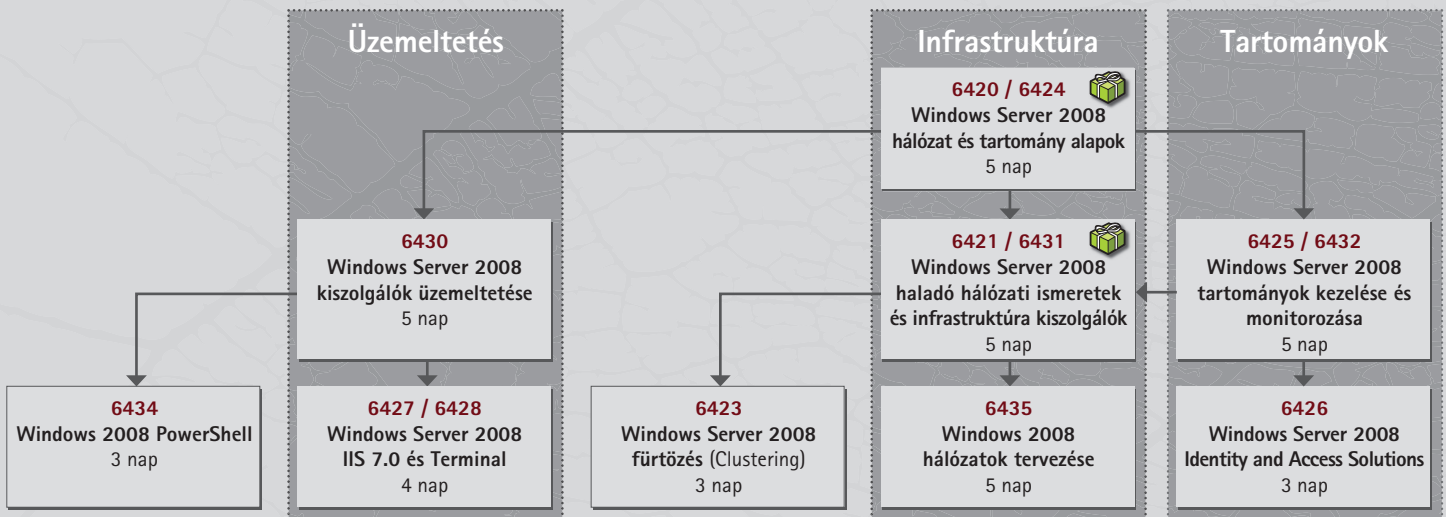 Üzemeltetés
Infrastruktúra
Tartományok
6420 / 6424
Windows Server 2008
hálózat és tartomány alapok
5 nap
6430
Windows Server 2008
kiszolgálók üzemeltetése
5 nap
6421 / 6431
Windows Server 2008
haladó hálózati ismeretek
és infrastruktúra kiszolgálók
5 nap
6425 / 6432
Windows Server 2008
tartományok kezelése és
monitorozása
5 nap
6434
Windows 2008 PowerShell
3 nap
6427 / 6428
Windows Server 2008
IIS 7.0 és Terminal
4 nap
6423
Windows Server 2008
fürtözés (Clustering)
3 nap
6435
Windows 2008
hálózatok tervezése
5 nap
6426
Windows Server 2008
Identity and Access Solutions
3 nap